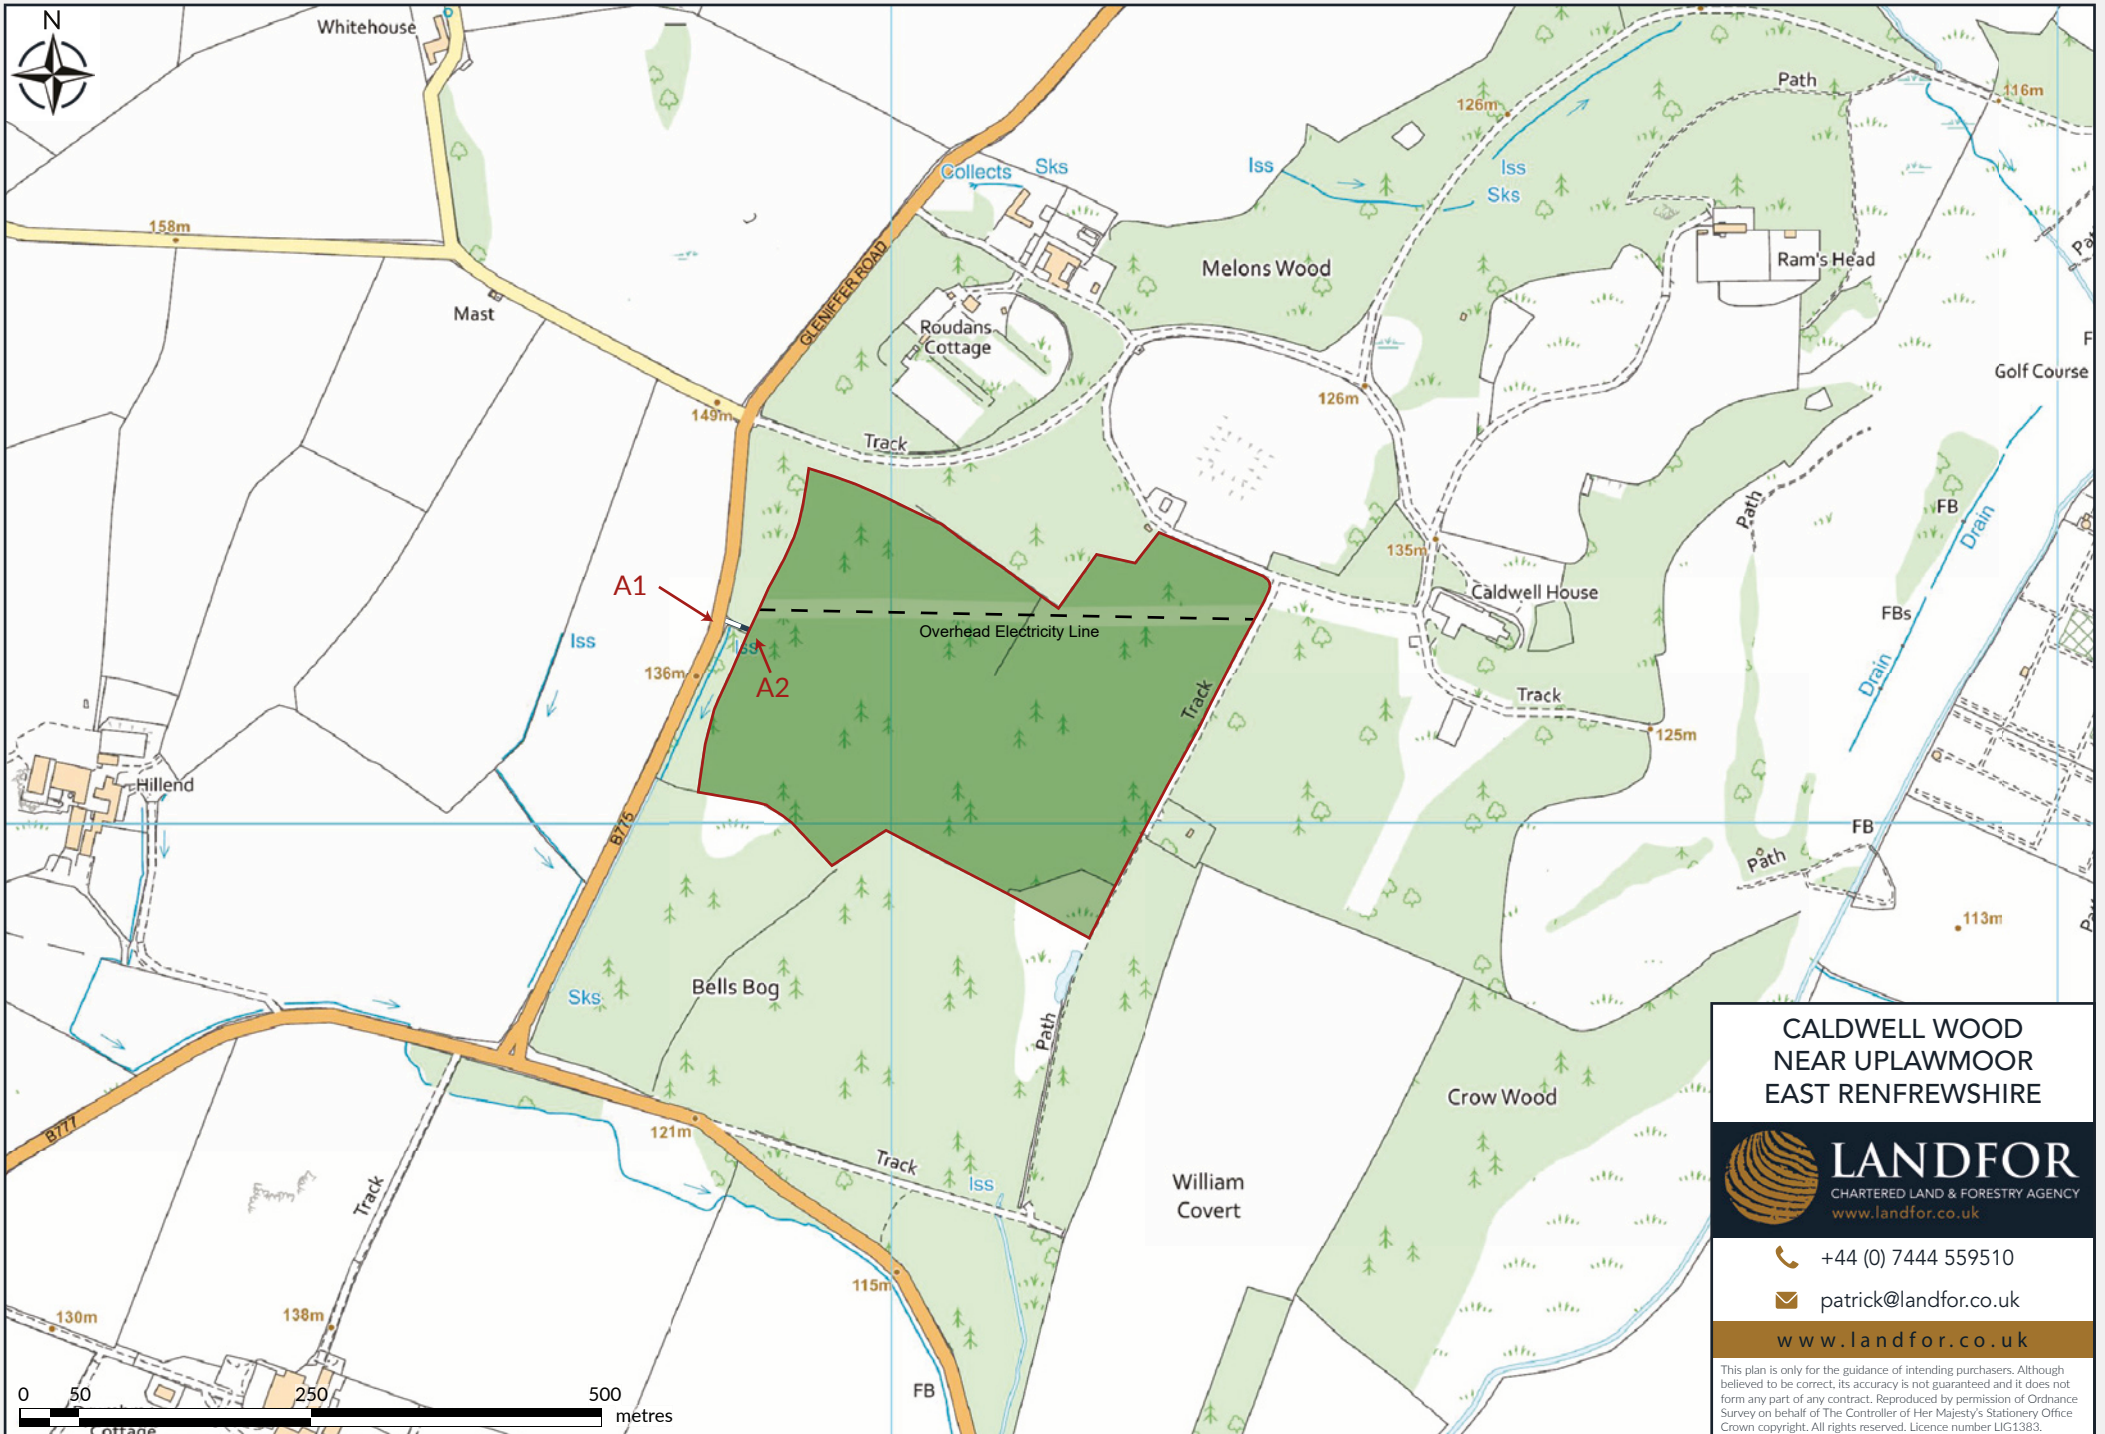 N
Whitehouse
Path
126m
116m
Collects
Sks
Iss
Iss
Sks
158m
Melons Wood
Ram's Head
GLENIFFER ROAD
Mast
Roudans
Cottage
Golf Course
126m
149m
Track
Path
FB
Drain
135m
A1
Caldwell House
FBs
Iss
Overhead Electricity Line
Iss
136m
A2
Drain
Track
Track
125m
Hillend
B775
FB
Path
113m
Bells Bog
Sks
Path
CALDWELL WOOD
NEAR UPLAWMOOR
EAST RENFREWSHIRE
Crow Wood
B777
121m
Track
Iss
Track
William
Covert
LANDFOR
CHARTERED LAND & FORESTRY AGENCY
www.landfor.co.uk
+44 (0) 7444 559510
115m
patrick@landfor.co.uk
130m
138m
www.landfor.co.uk
FB
0 50 250 500
metres
Cottage
This plan is only for the guidance of intending purchasers. Although
believed to be correct, its accuracy is not guaranteed and it does not
form any part of any contract. Reproduced by permission of Ordnance
Survey on behalf of The Controller of Her Majesty's Stationery Office
Crown copyright. All rights reserved. Licence number LIG1383.